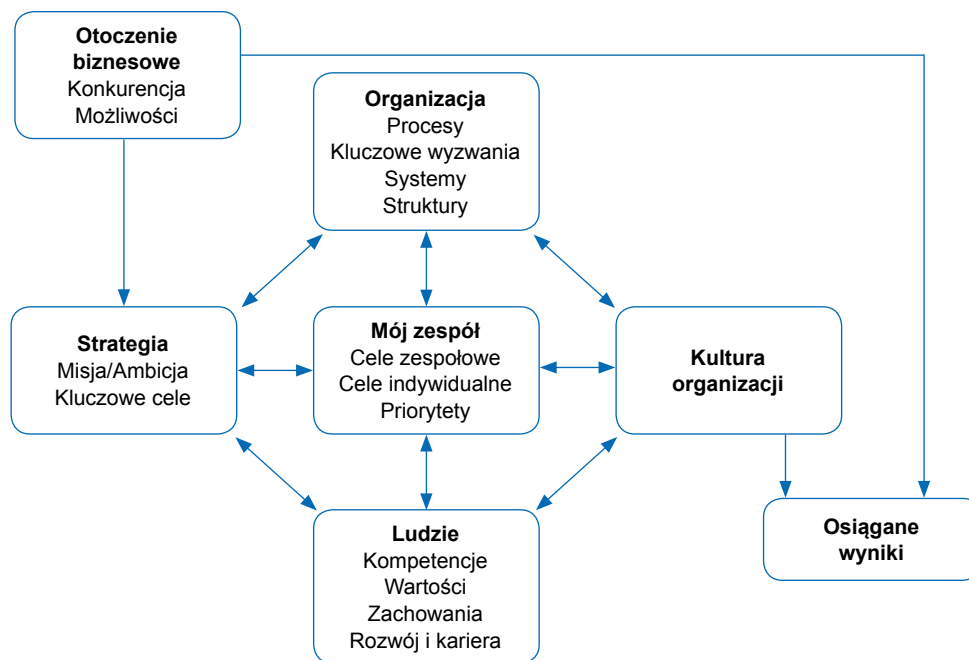 Otoczenie
biznesowe
Konkurencja
Możliwości
Organizacja
Procesy
Kluczowe wyzwania
Systemy
Struktury
Strategia
Misja/Ambicja
Kluczowe cele
Mój zespół
Cele zespołowe
Cele indywidualne
Priorytety
Kultura
organizacji
Ludzie
Kompetencje
Wartości
Zachowania
Rozwój i kariera
Osiągane
wyniki